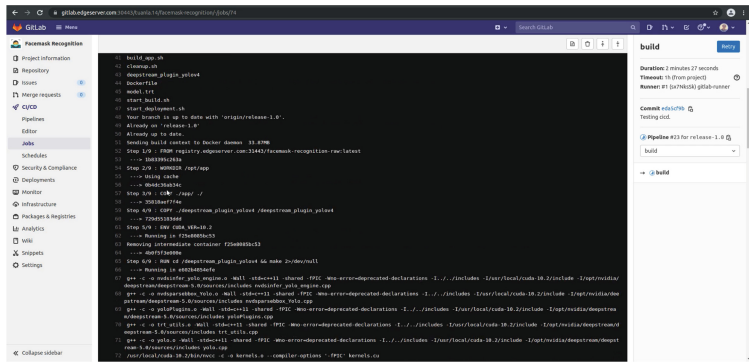 gitlab.edgeserver.com:30443/tuanla.14/facemask-recognition/-/jobs/74
GitLab
Menu
Search GitLab
Facemask Recognition
Project information
Repository
Issues 0
Merge requests 0
CI/CD
Pipelines
Editor
Jobs
Schedules
Security & Compliance
Deployments
Monitor
Infrastructure
Packages & Registries
Analytics
Wiki
Snippets
Settings
Collapse sidebar
41 build_app.sh
42 cleanup.sh
43 deepstream_plugin_yolov4
44 Dockerfile
45 model.trt
46 start_build.sh
47 start_deployment.sh
48 Your branch is up to date with 'origin/release-1.0'.
49 Already on 'release-1.0'
50 Already up to date.
51 Sending build context to Docker daemon 33.87MB
52 Step 1/9 : FROM registry.edgeserver.com:31443/facemask-recognition-raw:latest
53 ---> 1b03395c263a
54 Step 2/9 : WORKDIR /opt/app
55 ---> Using cache
56 ---> 0b4dc36ab34c
57 Step 3/9 : COPY ./app/ ./
58 ---> 35818aef7f4e
59 Step 4/9 : COPY ./deepstream_plugin_yolov4 /deepstream_plugin_yolov4
60 ---> 729d55183ddd
61 Step 5/9 : ENV CUDA_VER=10.2
62 ---> Running in f25e0085bc53
63 Removing intermediate container f25e0085bc53
64 ---> 4b0f5f3e000e
65 Step 6/9 : RUN cd /deepstream_plugin_yolov4 && make 2>/dev/null
66 ---> Running in e602b4854efe
67 g++ -c -o nvdsinfer_yolo_engine.o -Wall -std=c++11 -shared -fPIC -Wno-error=deprecated-declarations -I../../includes -I/usr/local/cuda-10.2/include -I/opt/nvidia/
deepstream/deepstream-5.0/sources/includes nvdsinfer_yolo_engine.cpp
68 g++ -c -o nvdsparsebbox_Yolo.o -Wall -std=c++11 -shared -fPIC -Wno-error=deprecated-declarations -I../../includes -I/usr/local/cuda-10.2/include -I/opt/nvidia/dee
pstream/deepstream-5.0/sources/includes nvdsparsebbox_Yolo.cpp
69 g++ -c -o yoloPlugins.o -Wall -std=c++11 -shared -fPIC -Wno-error=deprecated-declarations -I../../includes -I/usr/local/cuda-10.2/include -I/opt/nvidia/deepstrea
m/deepstream-5.0/sources/includes yoloPlugins.cpp
70 g++ -c -o trt_utils.o -Wall -std=c++11 -shared -fPIC -Wno-error=deprecated-declarations -I../../includes -I/usr/local/cuda-10.2/include -I/opt/nvidia/deepstream/d
eepstream-5.0/sources/includes trt_utils.cpp
71 g++ -c -o yolo.o -Wall -std=c++11 -shared -fPIC -Wno-error=deprecated-declarations -I../../includes -I/usr/local/cuda-10.2/include -I/opt/nvidia/deepstream/deepst
ream-5.0/sources/includes yolo.cpp
72 /usr/local/cuda-10.2/bin/nvcc -c -o kernels.o --compiler-options '-fPIC' kernels.cu
build
Retry
Duration: 2 minutes 27 seconds
Timeout: 1h (from project)
Runner: #1 (sx7NksSk) gitlab-runner
Commit eda5cf9b
Testing cicd.
Pipeline #23 for release-1.0
build
→ build